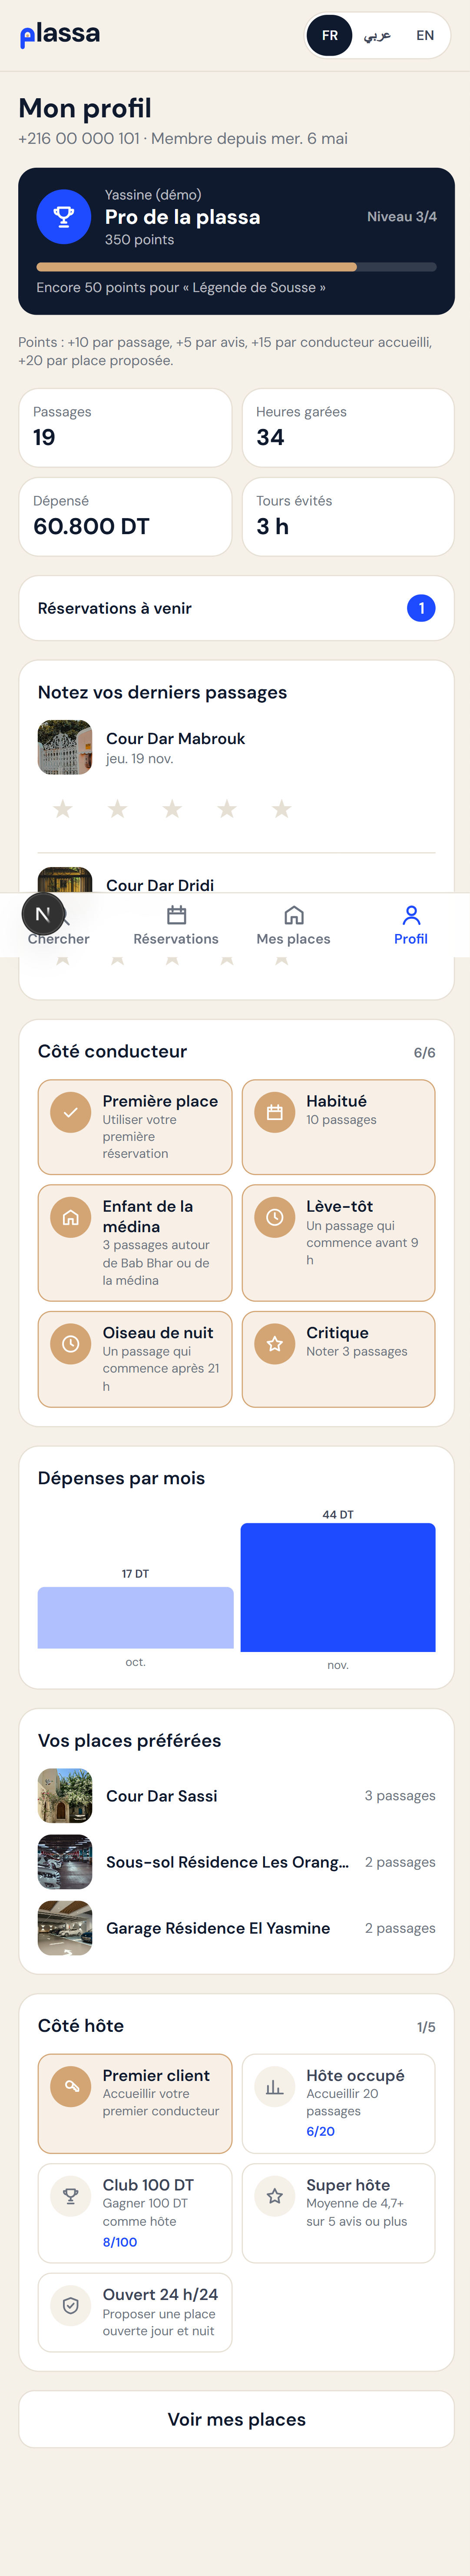 plassa
FR عربي EN
Mon profil
+216 00 000 101 · Membre depuis mer. 6 mai
Yassine (démo)
Pro de la plassa
Niveau 3/4
350 points
Encore 50 points pour « Légende de Sousse »
Points : +10 par passage, +5 par avis, +15 par conducteur accueilli,
+20 par place proposée.
Passages
19
Heures garées
34
Dépensé
60.800 DT
Tours évités
3 h
Réservations à venir
1
Notez vos derniers passages
Cour Dar Mabrouk
jeu. 19 nov.
Cour Dar Dridi
N
Chercher
Réservations
Mes places
Profil
Côté conducteur
6/6
Première place
Utiliser votre
première
réservation
Habitué
10 passages
Enfant de la
médina
3 passages autour
de Bab Bhar ou de
la médina
Lève-tôt
Un passage qui
commence avant 9
h
Oiseau de nuit
Un passage qui
commence après 21
h
Critique
Noter 3 passages
Dépenses par mois
17 DT
44 DT
oct.
nov.
Vos places préférées
Cour Dar Sassi
3 passages
Sous-sol Résidence Les Orang...
2 passages
Garage Résidence El Yasmine
2 passages
Côté hôte
1/5
Premier client
Accueillir votre
premier conducteur
Hôte occupé
Accueillir 20
passages
6/20
Club 100 DT
Gagner 100 DT
comme hôte
8/100
Super hôte
Moyenne de 4,7+
sur 5 avis ou plus
Ouvert 24 h/24
Proposer une place
ouverte jour et nuit
Voir mes places